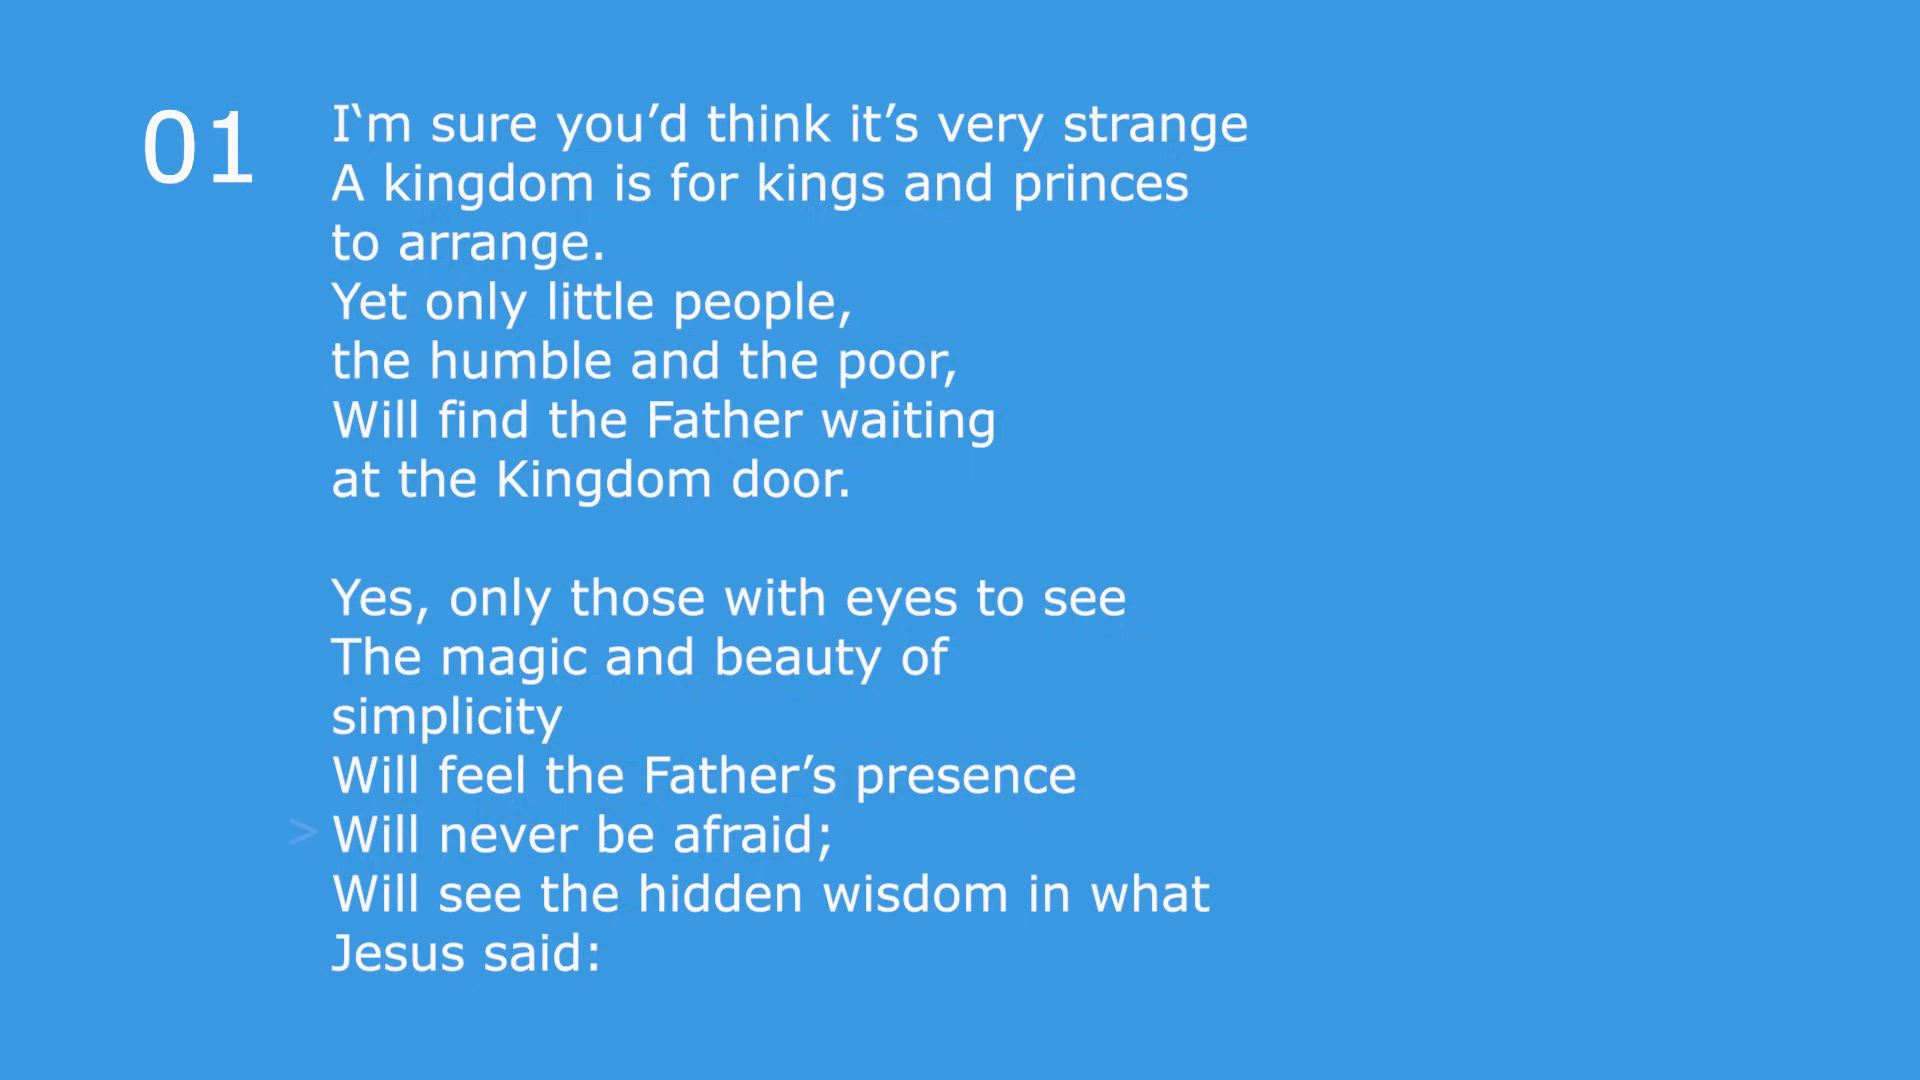 01
I‘m sure you’d think it’s very strange
A kingdom is for kings and princes
to arrange.
Yet only little people,
the humble and the poor,
Will find the Father waiting
at the Kingdom door.
Yes, only those with eyes to see
The magic and beauty of
simplicity
Will feel the Father’s presence
> Will never be afraid;
Will see the hidden wisdom in what
Jesus said: